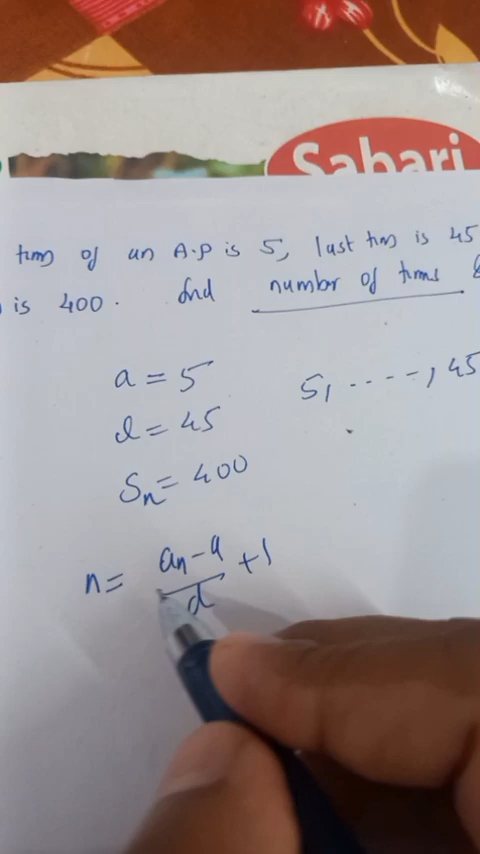 Sabari
term of an A.P is 5, last term is 45
is 400. find number of terms
a = 5
5, ...., 45
l = 45
Sn = 400
n = an - a / d + 1